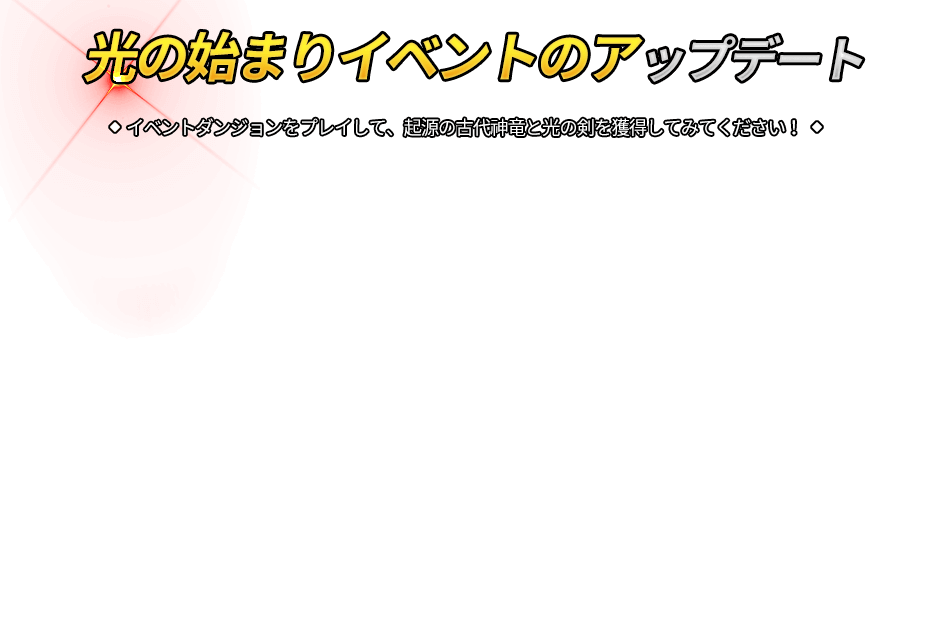 光の始まりイベントのアップデート
◇ イベントダンジョンをプレイして、起源の古代神竜と光の剣を獲得してみてください！ ◇